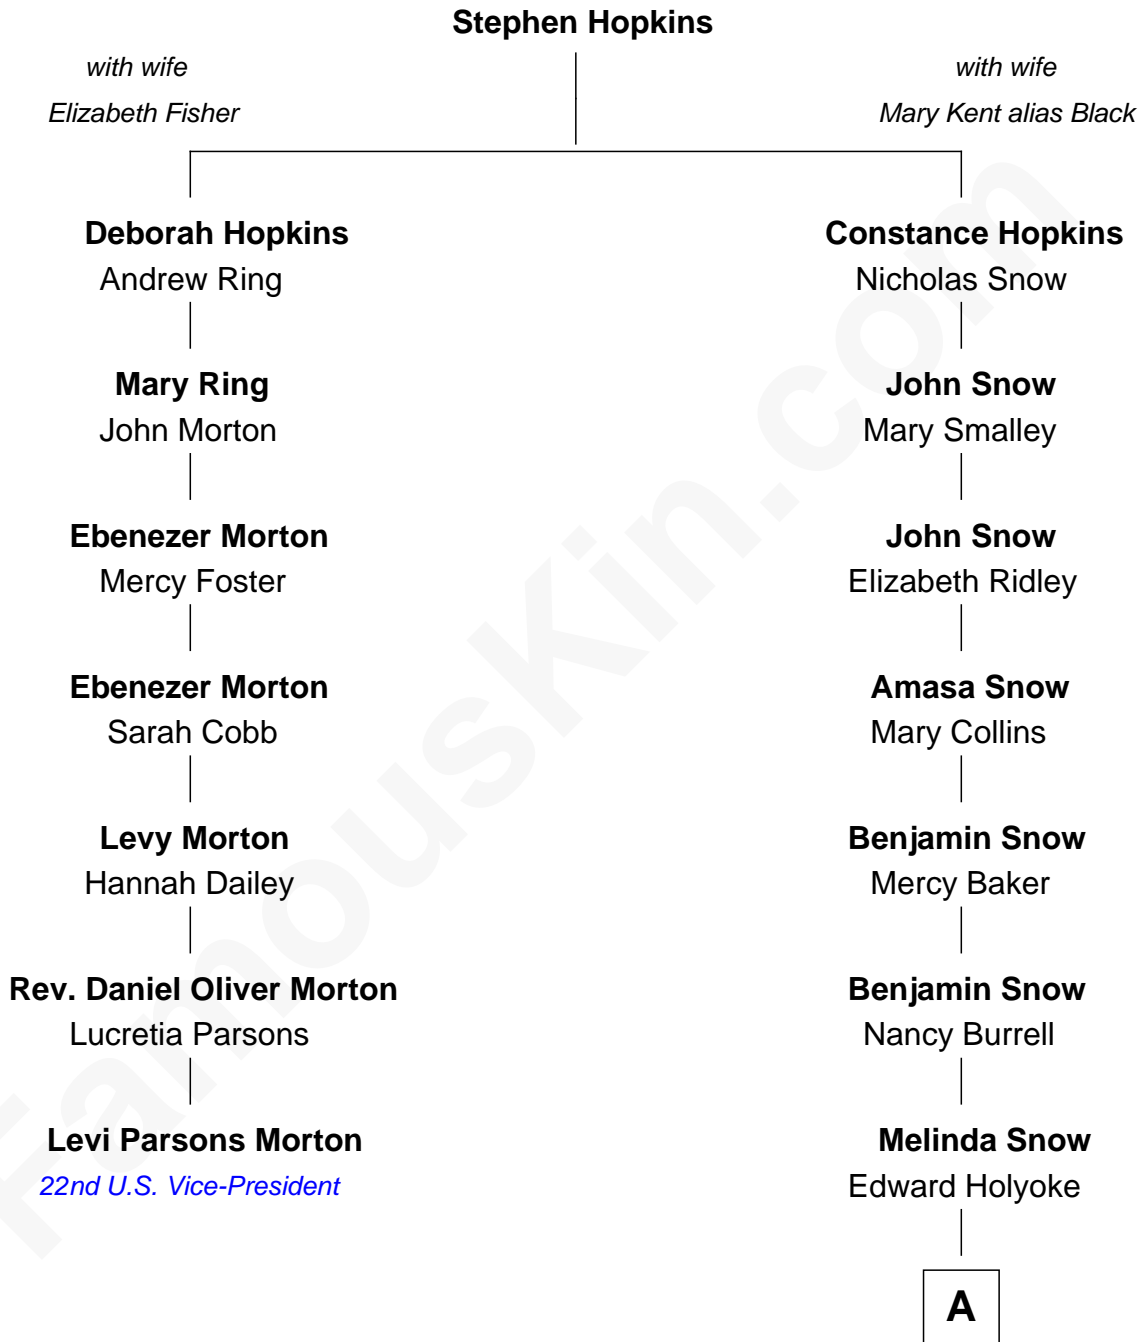 Stephen Hopkins
with wife
Elizabeth Fisher
with wife
Mary Kent alias Black
Deborah Hopkins
Andrew Ring
Constance Hopkins
Nicholas Snow
Mary Ring
John Morton
John Snow
Mary Smalley
Ebenezer Morton
Mercy Foster
John Snow
Elizabeth Ridley
Ebenezer Morton
Sarah Cobb
Amasa Snow
Mary Collins
Levy Morton
Hannah Dailey
Benjamin Snow
Mercy Baker
Rev. Daniel Oliver Morton
Lucretia Parsons
Benjamin Snow
Nancy Burrell
Levi Parsons Morton
22nd U.S. Vice-President
Melinda Snow
Edward Holyoke
A
FamousKin.com